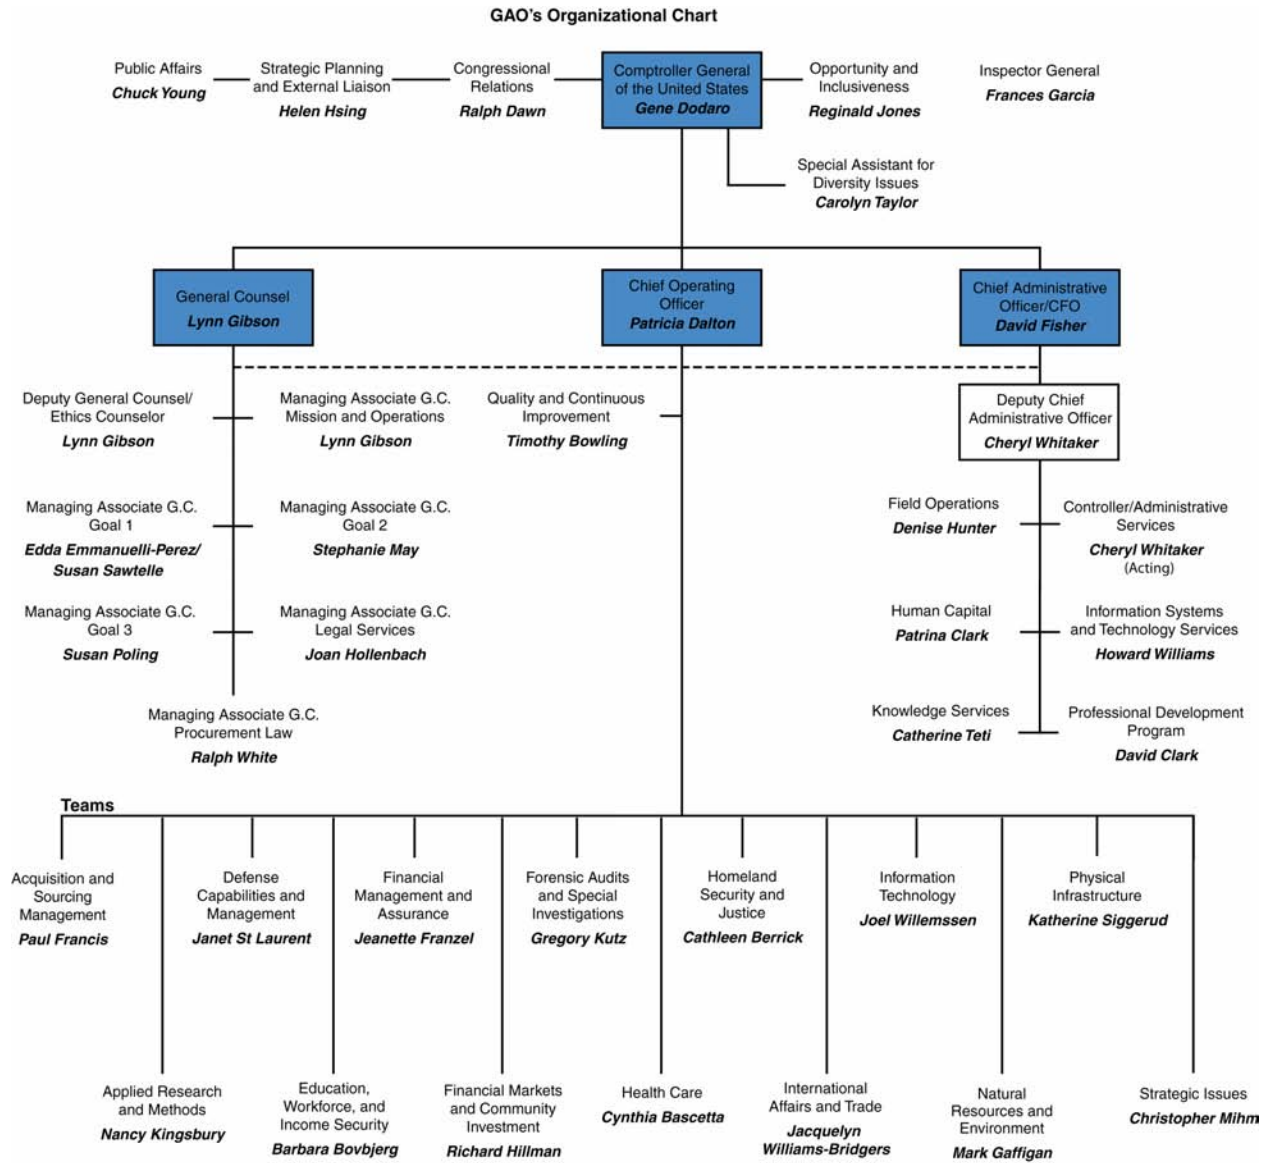 GAO's Organizational Chart
Public Affairs
Chuck Young
Strategic Planning
and External Liaison
Helen Hsing
Congressional
Relations
Ralph Dawn
Comptroller General
of the United States
Gene Dodaro
Opportunity and
Inclusiveness
Reginald Jones
Inspector General
Frances Garcia
Special Assistant for
Diversity Issues
Carolyn Taylor
General Counsel
Lynn Gibson
Chief Operating
Officer
Patricia Dalton
Chief Administrative
Officer/CFO
David Fisher
Deputy General Counsel/
Ethics Counselor
Lynn Gibson
Managing Associate G.C.
Mission and Operations
Lynn Gibson
Quality and Continuous
Improvement
Timothy Bowling
Deputy Chief
Administrative Officer
Cheryl Whitaker
Managing Associate G.C.
Goal 1
Edda Emmanuelli-Perez/
Susan Sawtelle
Managing Associate G.C.
Goal 2
Stephanie May
Field Operations
Denise Hunter
Controller/Administrative
Services
Cheryl Whitaker
(Acting)
Managing Associate G.C.
Goal 3
Susan Poling
Managing Associate G.C.
Legal Services
Joan Hollenbach
Human Capital
Patrina Clark
Information Systems
and Technology Services
Howard Williams
Managing Associate G.C.
Procurement Law
Ralph White
Knowledge Services
Catherine Teti
Professional Development
Program
David Clark
Teams
Acquisition and
Sourcing
Management
Paul Francis
Defense
Capabilities and
Management
Janet St Laurent
Financial
Management and
Assurance
Jeanette Franzel
Forensic Audits
and Special
Investigations
Gregory Kutz
Homeland
Security and
Justice
Cathleen Berrick
Information
Technology
Joel Willemssen
Physical
Infrastructure
Katherine Siggerud
Applied Research
and Methods
Nancy Kingsbury
Education,
Workforce, and
Income Security
Barbara Bovbjerg
Financial Markets
and Community
Investment
Richard Hillman
Health Care
Cynthia Bascetta
International
Affairs and Trade
Jacquelyn
Williams-Bridgers
Natural
Resources and
Environment
Mark Gaffigan
Strategic Issues
Christopher Mihm